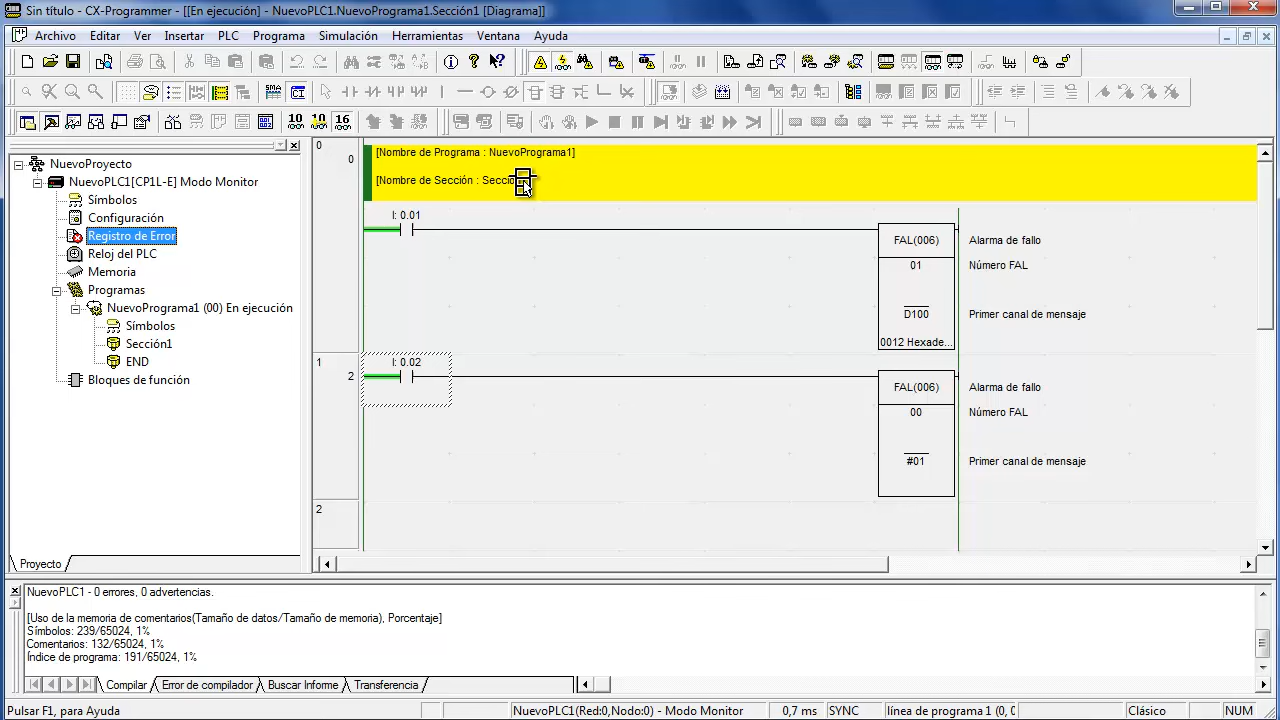 Sin título - CX-Programmer - [[En ejecución] - NuevoPLC1.NuevoPrograma1.Sección1 [Diagrama]]
Archivo Editar Ver Insertar PLC Programa Simulación Herramientas Ventana Ayuda
10 10 16
NuevoProyecto
NuevoPLC1[CP1L-E] Modo Monitor
Símbolos
Configuración
Registro de Error
Reloj del PLC
Memoria
Programas
NuevoPrograma1 (00) En ejecución
Símbolos
Sección1
END
Bloques de función
Proyecto
0
0
[Nombre de Programa : NuevoPrograma1]
[Nombre de Sección :
I: 0.01
FAL(006) Alarma de fallo
01 Número FAL
D100 Primer canal de mensaje
0012 Hexade...
1
2
I: 0.02
FAL(006) Alarma de fallo
00 Número FAL
#01 Primer canal de mensaje
2
NuevoPLC1 - 0 errores, 0 advertencias.
[Uso de la memoria de comentarios(Tamaño de datos/Tamaño de memoria), Porcentaje]
Símbolos: 239/65024, 1%
Comentarios: 132/65024, 1%
Índice de programa: 191/65024, 1%
Compilar Error de compilador Buscar Informe Transferencia
Pulsar F1, para Ayuda NuevoPLC1(Red:0,Nodo:0) - Modo Monitor 0,7 ms SYNC línea de programa 1 (0, Clásico NUM